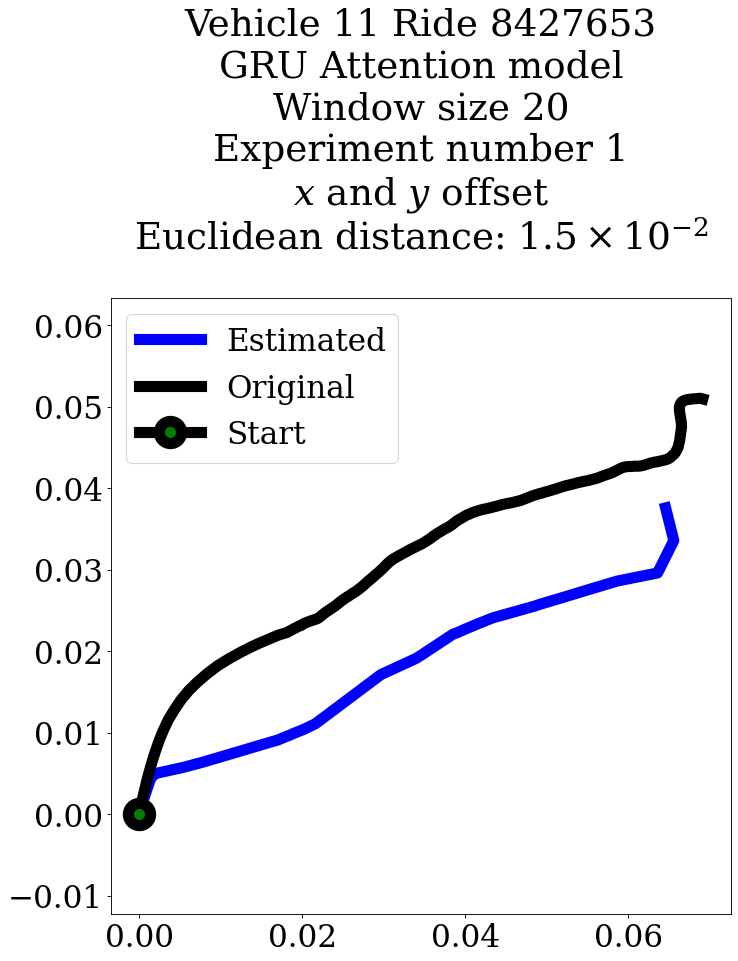 Vehicle 11 Ride 8427653
GRU Attention model
Window size 20
Experiment number 1
x and y offset
Euclidean distance: 1.5 × 10⁻²
Estimated
Original
Start
0.06
0.05
0.04
0.03
0.02
0.01
0.00
−0.01
0.00 0.02 0.04 0.06